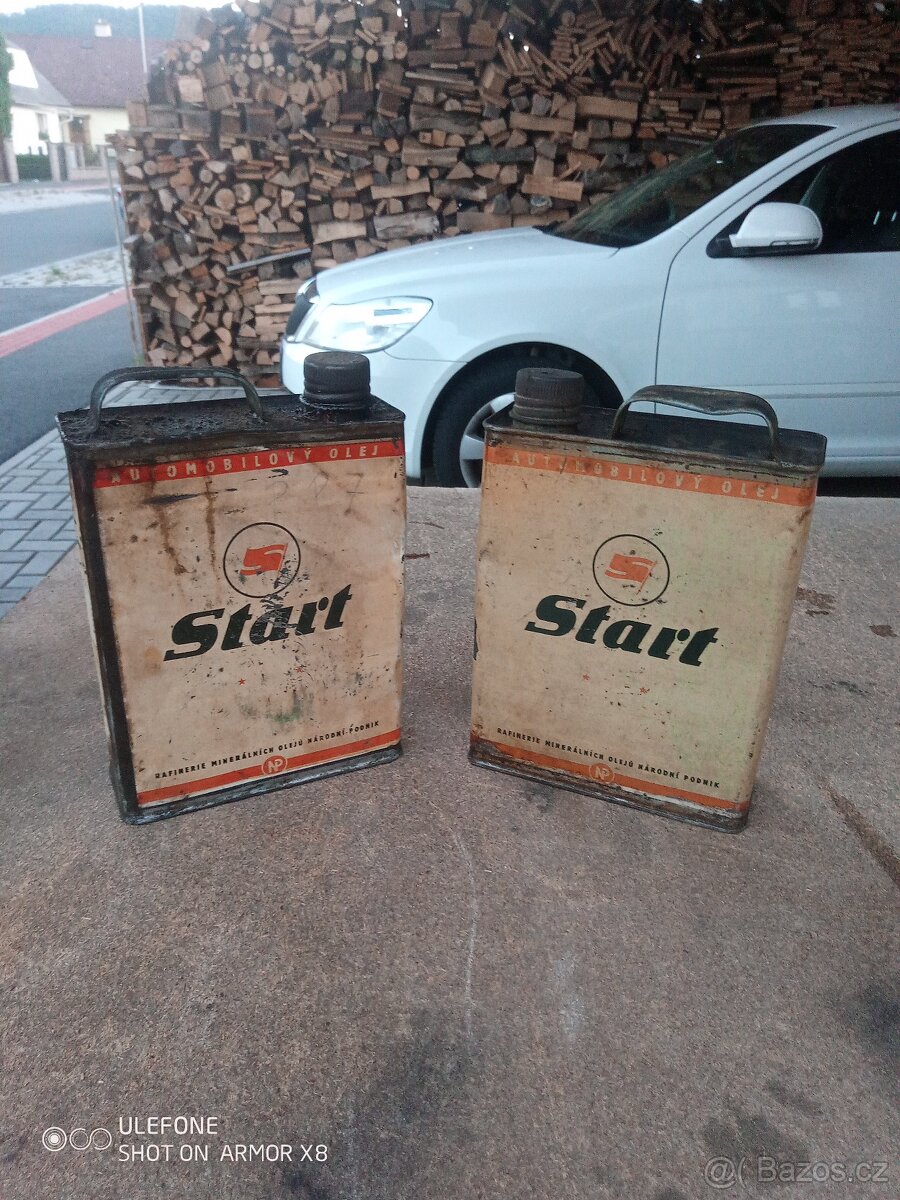 AUTOMOBILOVÝ OLEJ
Start
RAFINERIE MINERÁLNÍCH OLEJŮ NÁRODNÍ PODNIK
NP
AUTOMOBILOVÝ OLEJ
Start
RAFINERIE MINERÁLNÍCH OLEJŮ NÁRODNÍ PODNIK
NP
ULEFONE
SHOT ON ARMOR X8
@( Bazos.cz